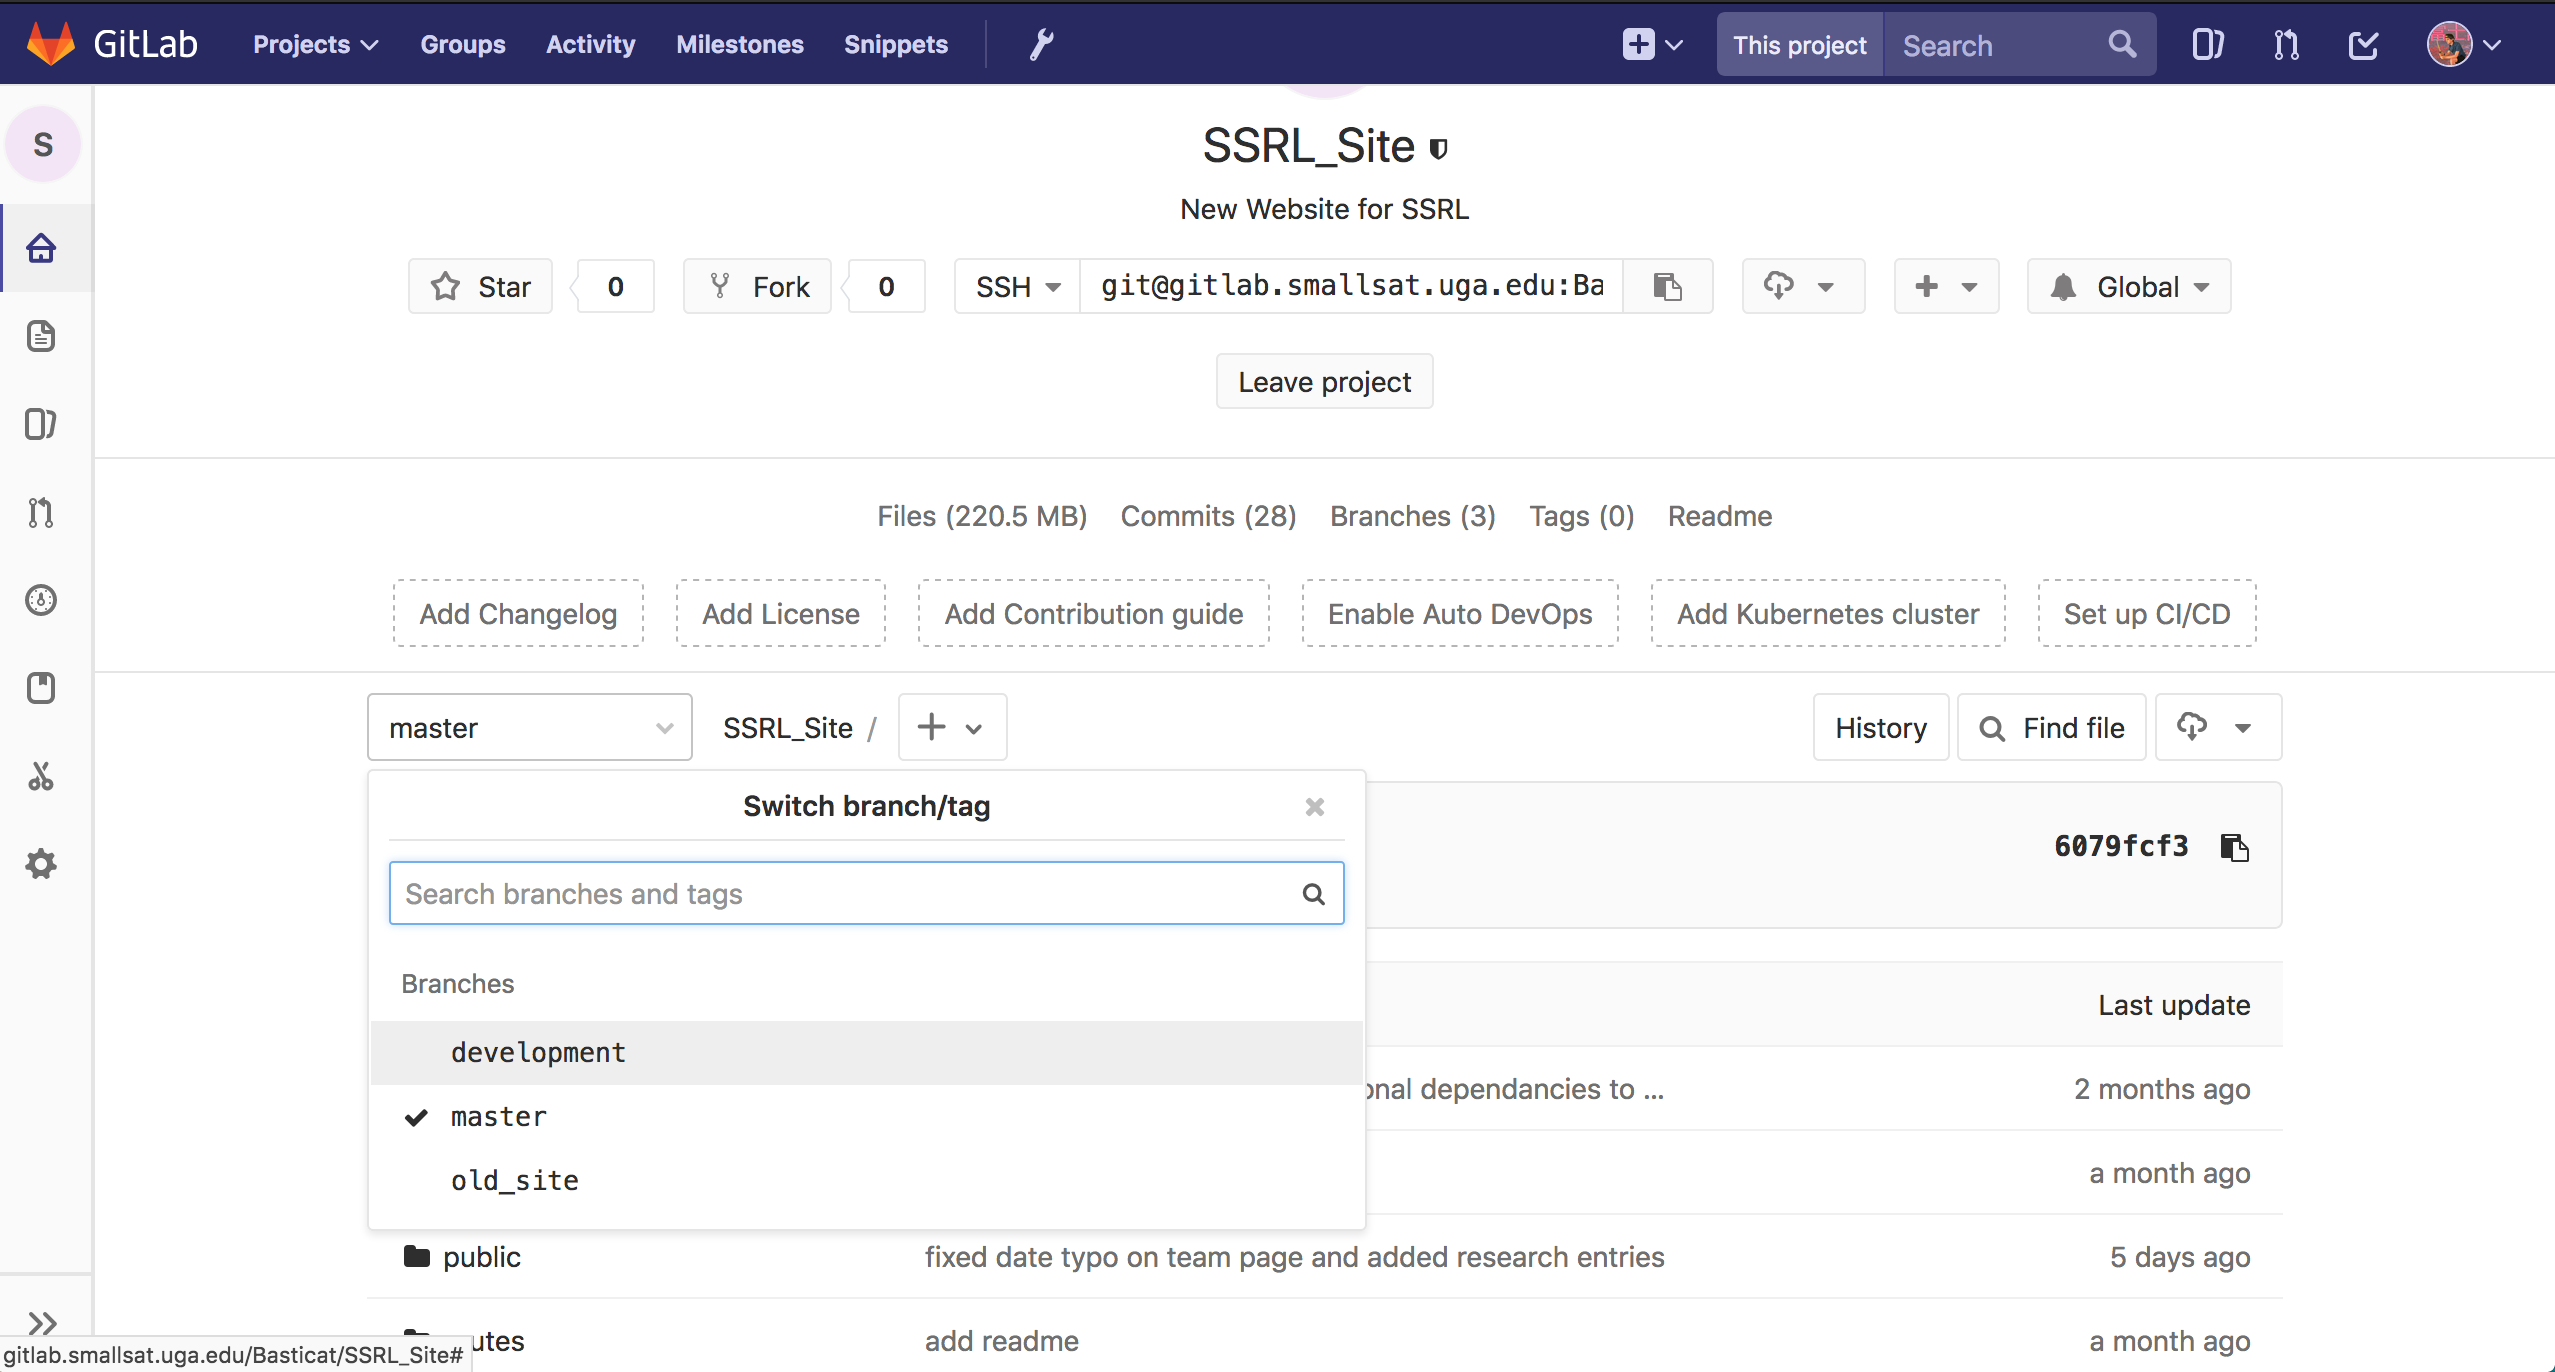 GitLab Projects Groups Activity Milestones Snippets This project Search
S
SSRL_Site
New Website for SSRL
Star 0 Fork 0 SSH git@gitlab.smallsat.uga.edu:Ba Global
Leave project
Files (220.5 MB) Commits (28) Branches (3) Tags (0) Readme
Add Changelog Add License Add Contribution guide Enable Auto DevOps Add Kubernetes cluster Set up CI/CD
master SSRL_Site / History Find file
Switch branch/tag
6079fcf3
Search branches and tags
Branches
Last update
development
dependancies to ... 2 months ago
master
a month ago
old_site
public fixed date typo on team page and added research entries 5 days ago
add readme a month ago
gitlab.smallsat.uga.edu/Basticat/SSRL_Site#